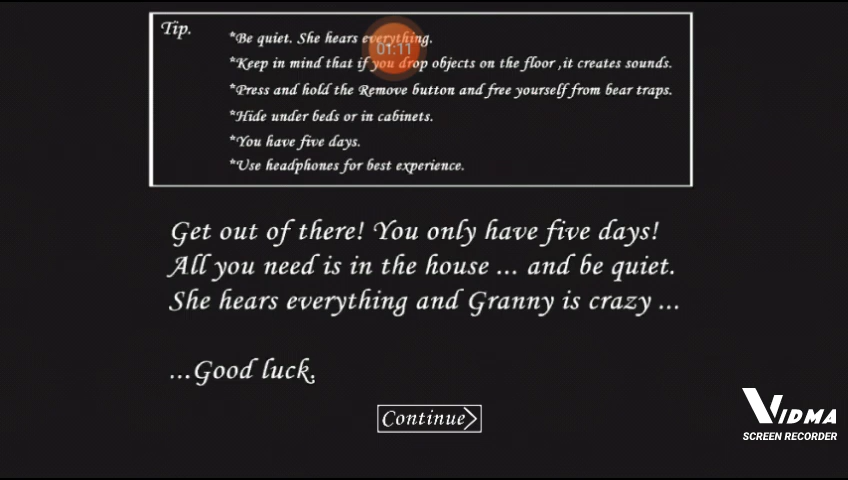 Tip.
*Be quiet. She hears everything.
*Keep in mind that if you drop objects on the floor ,it creates sounds.
*Press and hold the Remove button and free yourself from bear traps.
*Hide under beds or in cabinets.
*You have five days.
*Use headphones for best experience.
01:11
Get out of there! You only have five days!
All you need is in the house ... and be quiet.
She hears everything and Granny is crazy ...
...Good luck.
Continue>
VIDMA
SCREEN RECORDER